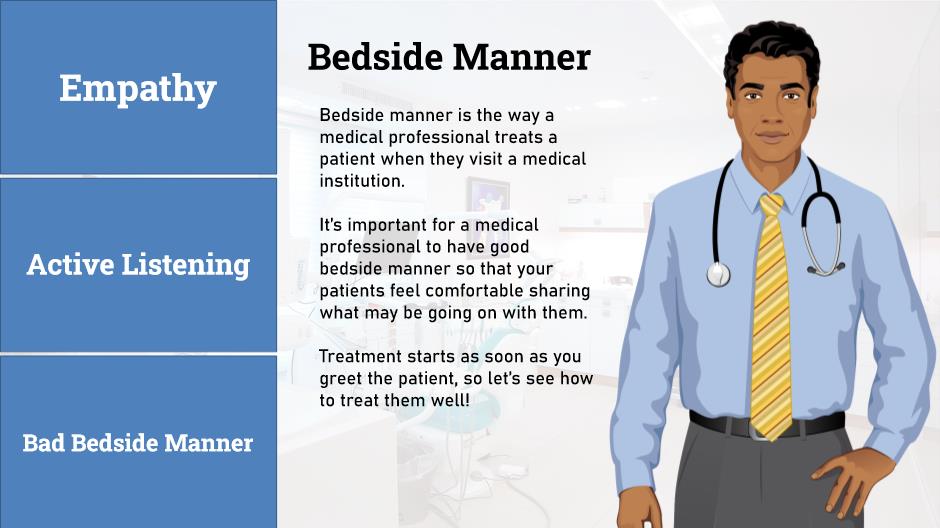 Empathy
Active Listening
Bad Bedside Manner
Bedside Manner
Bedside manner is the way a
medical professional treats a
patient when they visit a medical
institution.
It's important for a medical
professional to have good
bedside manner so that your
patients feel comfortable sharing
what may be going on with them.
Treatment starts as soon as you
greet the patient, so let's see how
to treat them well!